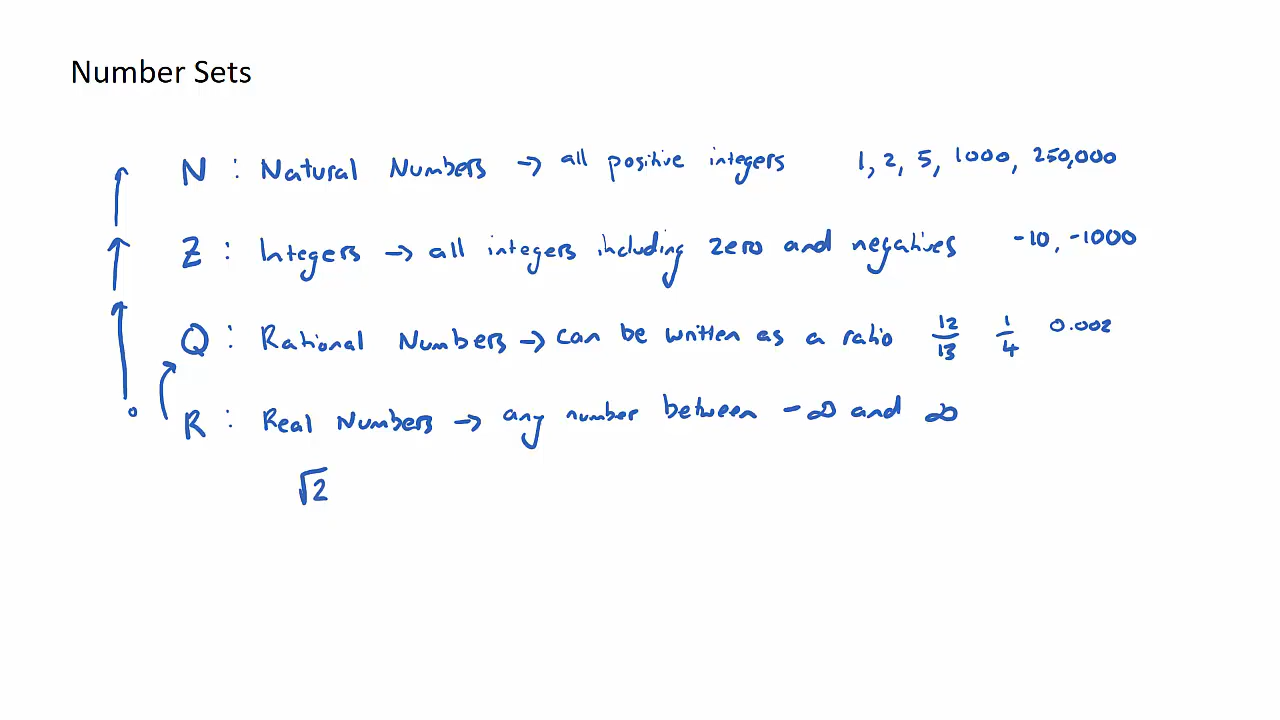 Number Sets
N : Natural Numbers → all positive integers 1, 2, 5, 1000, 250,000
Z : Integers → all integers including zero and negatives -10, -1000
Q : Rational Numbers → can be written as a ratio 12/13 1/4 0.002
R : Real Numbers → any number between -∞ and ∞
√2